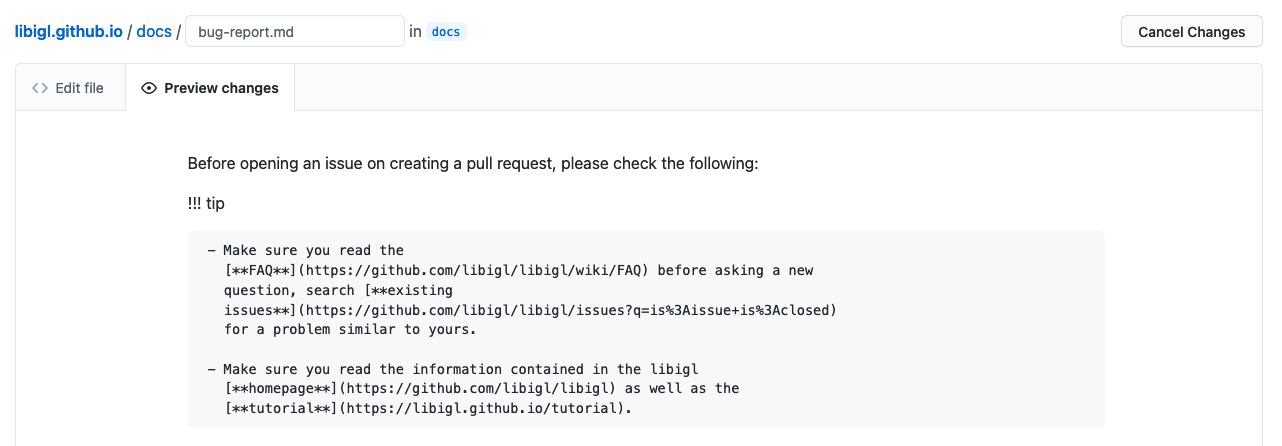 libigl.github.io / docs / bug-report.md in docs Cancel Changes
Edit file Preview changes
Before opening an issue on creating a pull request, please check the following:
!!! tip
- Make sure you read the
[**FAQ**](https://github.com/libigl/libigl/wiki/FAQ) before asking a new
question, search [**existing
issues**](https://github.com/libigl/libigl/issues?q=is%3Aissue+is%3Aclosed)
for a problem similar to yours.
- Make sure you read the information contained in the libigl
[**homepage**](https://github.com/libigl/libigl) as well as the
[**tutorial**](https://libigl.github.io/tutorial).